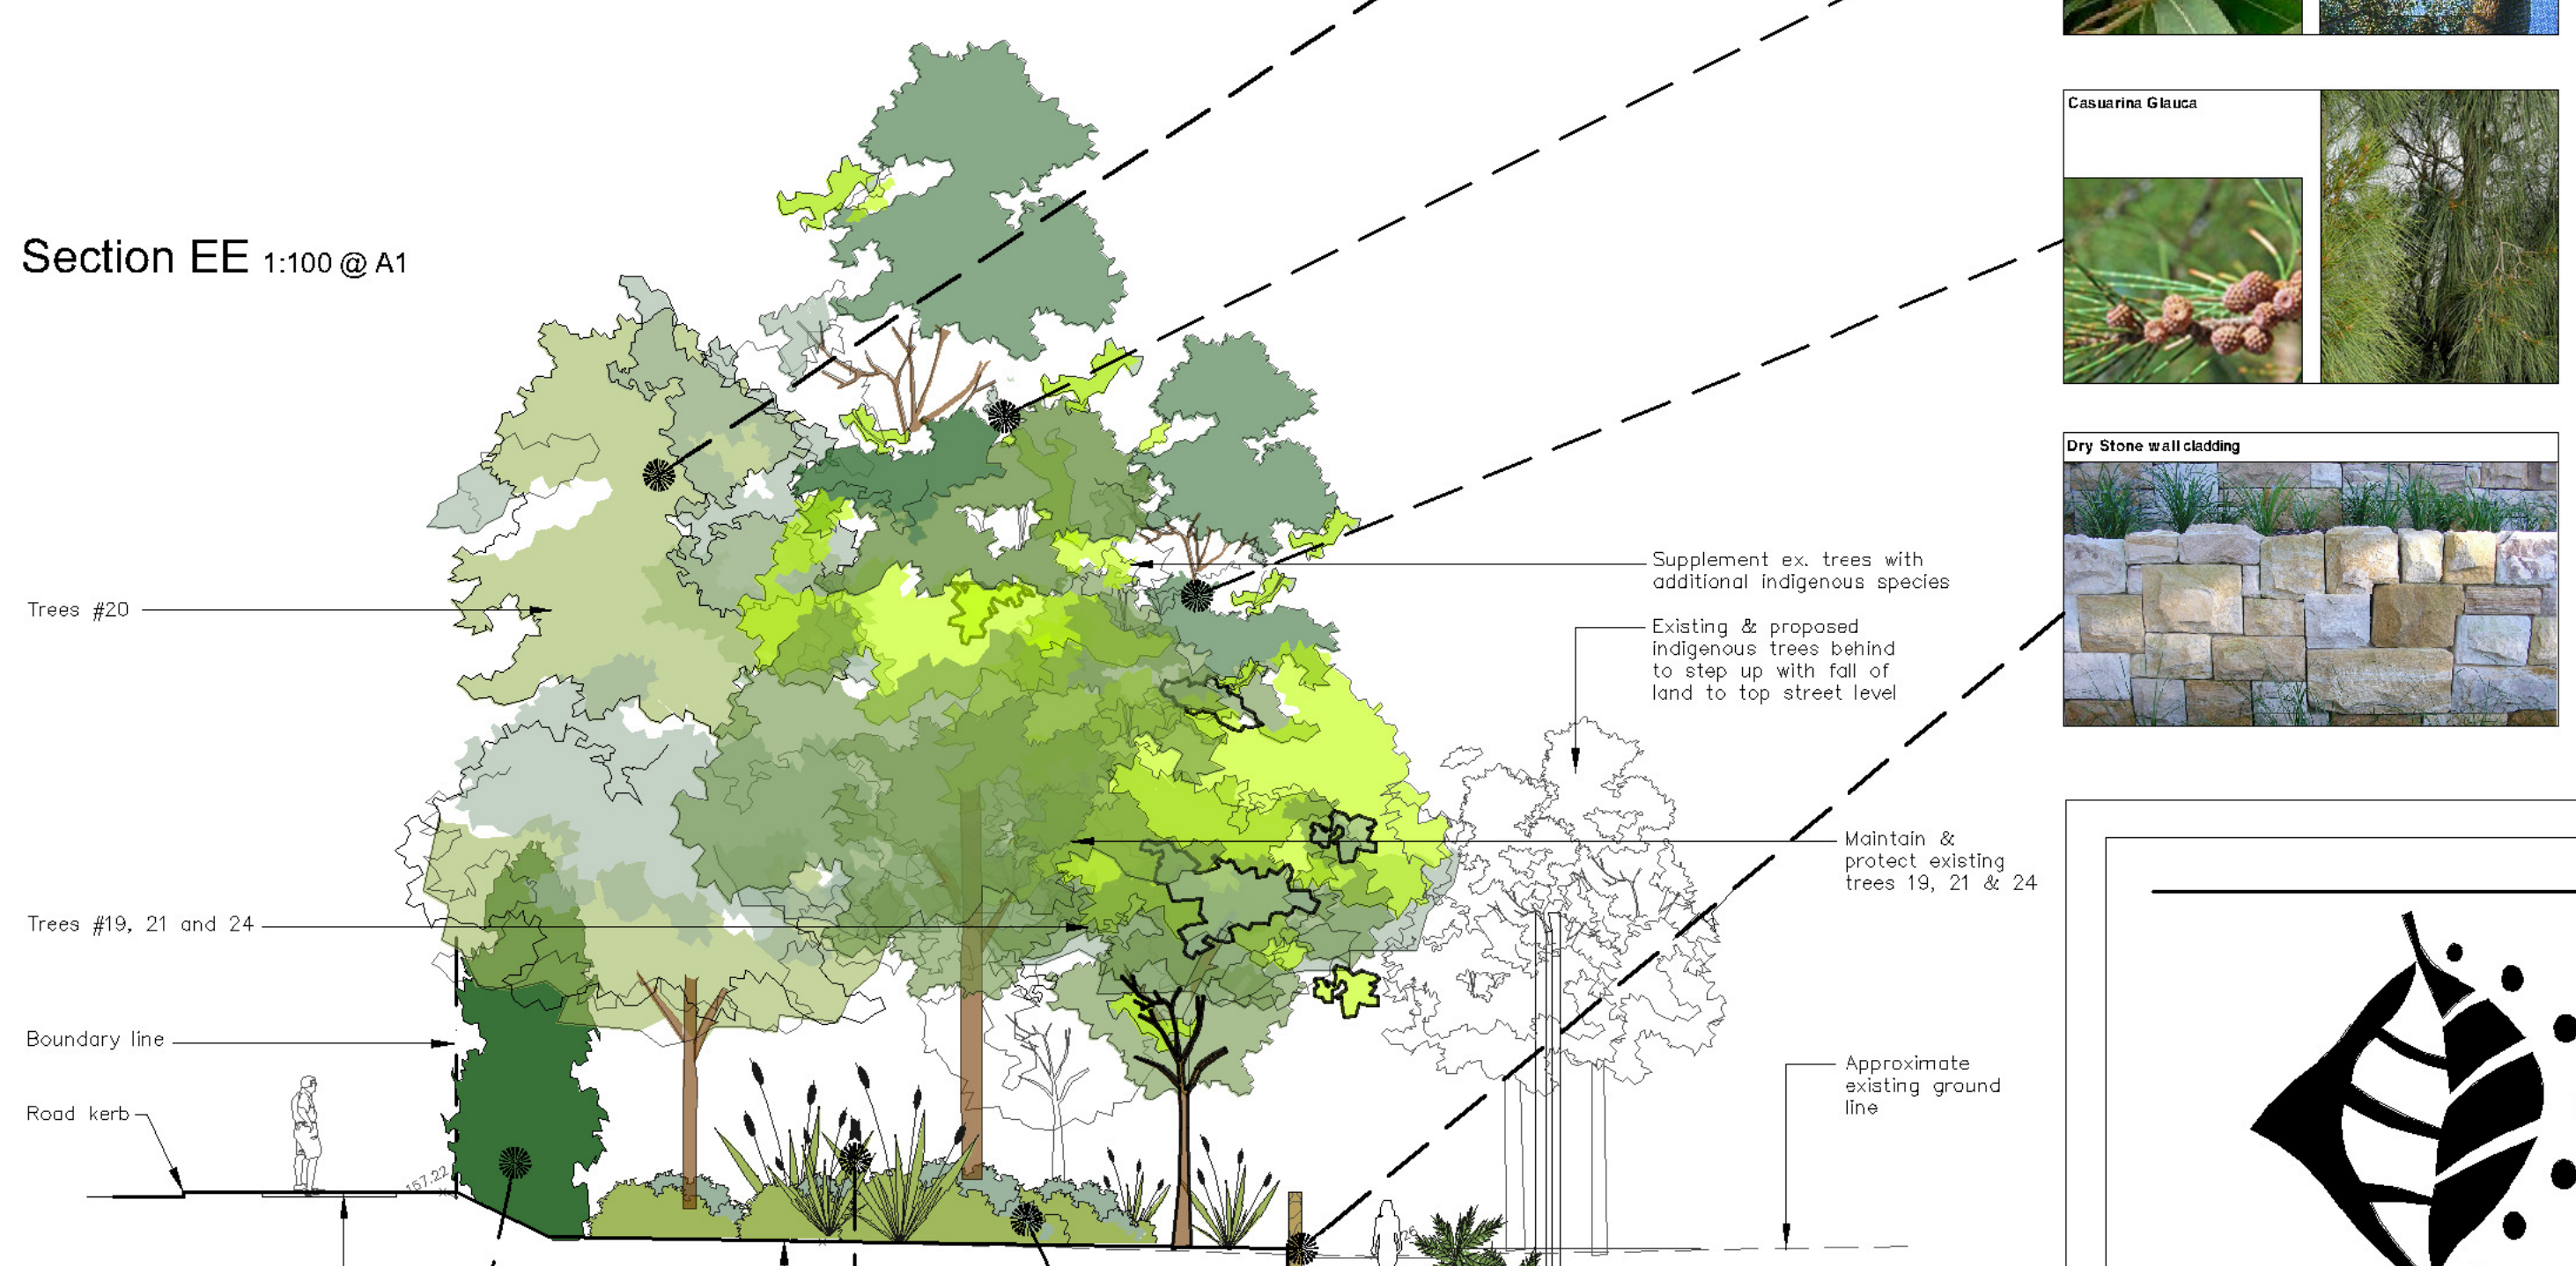 Casuarina Glauca
Section EE 1:100 @ A1
Dry Stone wall cladding
Supplement ex. trees with
additional indigenous species
Trees #20
Existing & proposed
indigenous trees behind
to step up with fall of
land to top street level
Maintain &
protect existing
trees 19, 21 & 24
Trees #19, 21 and 24
Boundary line
Approximate
existing ground
line
Road kerb
157.22